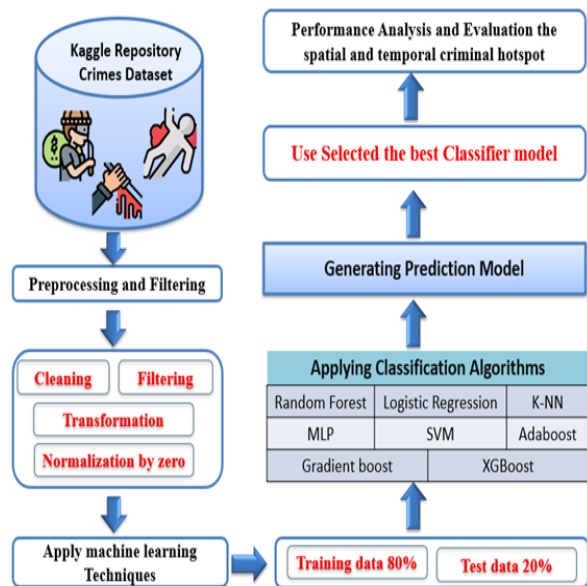 Kaggle Repository
Crimes Dataset
Preprocessing and Filtering
Cleaning
Filtering
Transformation
Normalization by zero
Apply machine learning
Techniques
Training data 80%
Test data 20%
Applying Classification Algorithms
Random Forest
Logistic Regression
K-NN
MLP
SVM
Adaboost
Gradient boost
XGBoost
Generating Prediction Model
Use Selected the best Classifier model
Performance Analysis and Evaluation the
spatial and temporal criminal hotspot